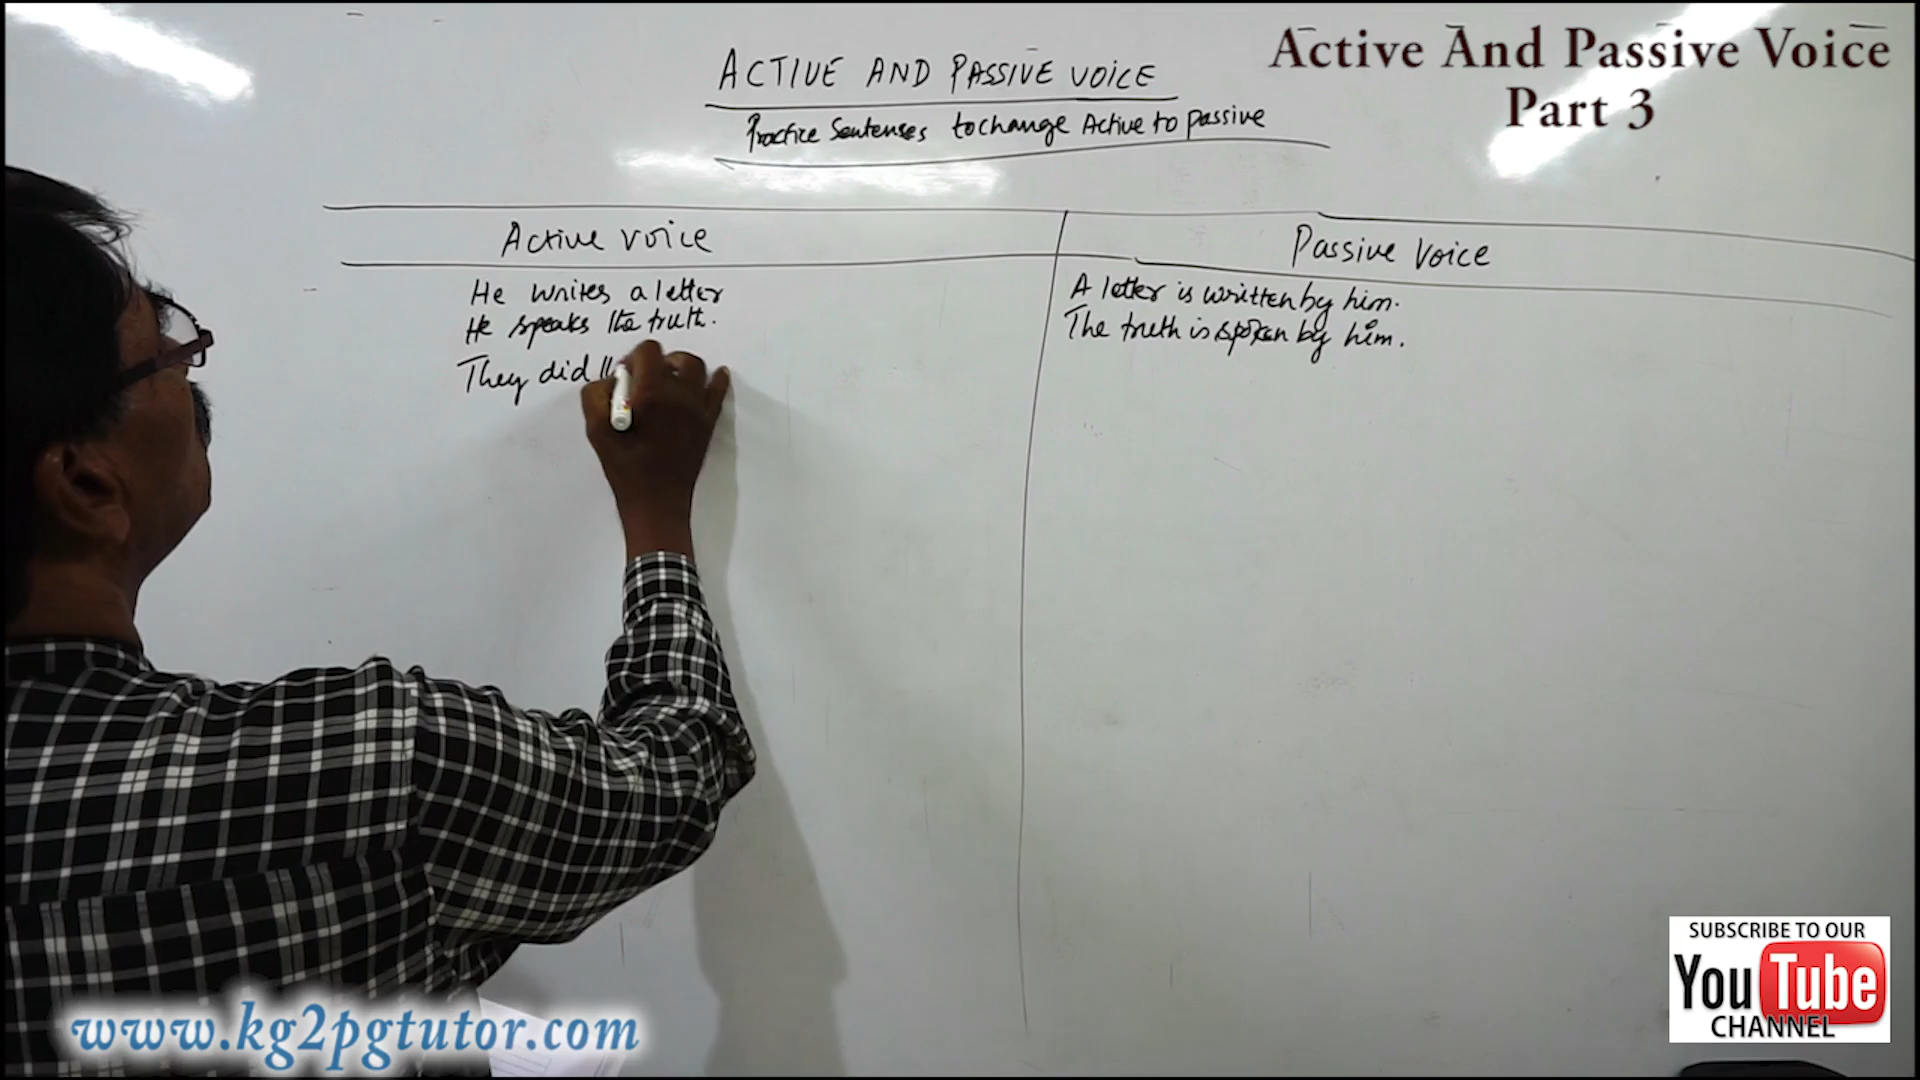 Active And Passive Voice
Part 3
ACTIVE AND PASSIVE VOICE
Practice Sentenses to change Active to passive
Active voice
Passive Voice
He writes a letter
A letter is written by him.
He speaks the truth.
The truth is spoken by him.
They did
SUBSCRIBE TO OUR
YouTube
CHANNEL
www.kg2pgtutor.com